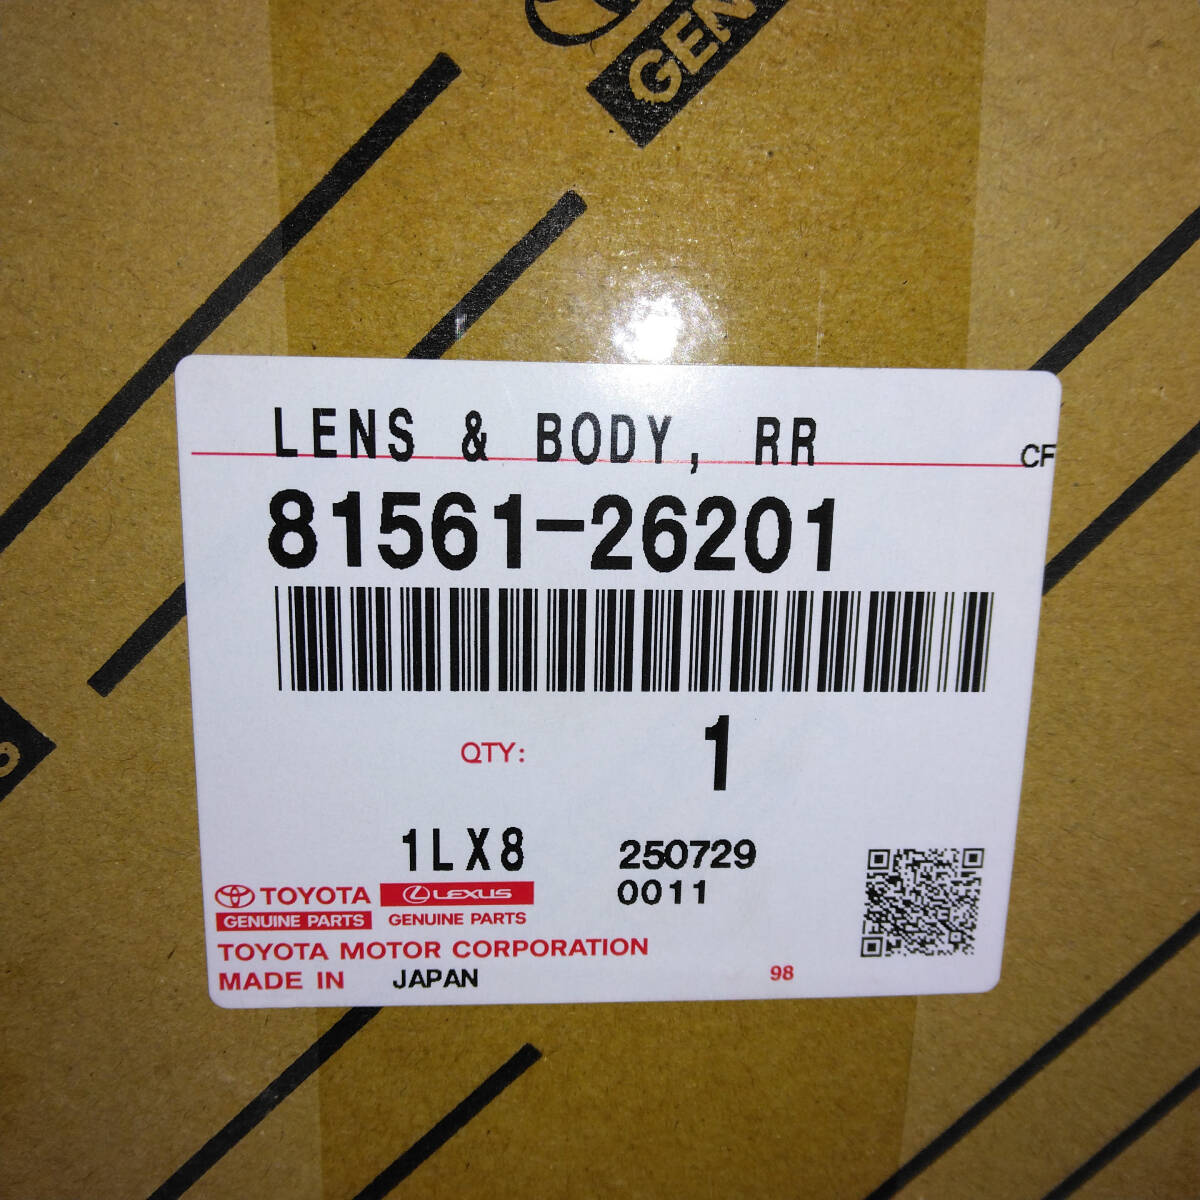 GEN
LENS & BODY, RR
CF
81561-26201
QTY: 1
1LX8 250729
0011
TOYOTA LEXUS
GENUINE PARTS GENUINE PARTS
TOYOTA MOTOR CORPORATION
MADE IN JAPAN 98